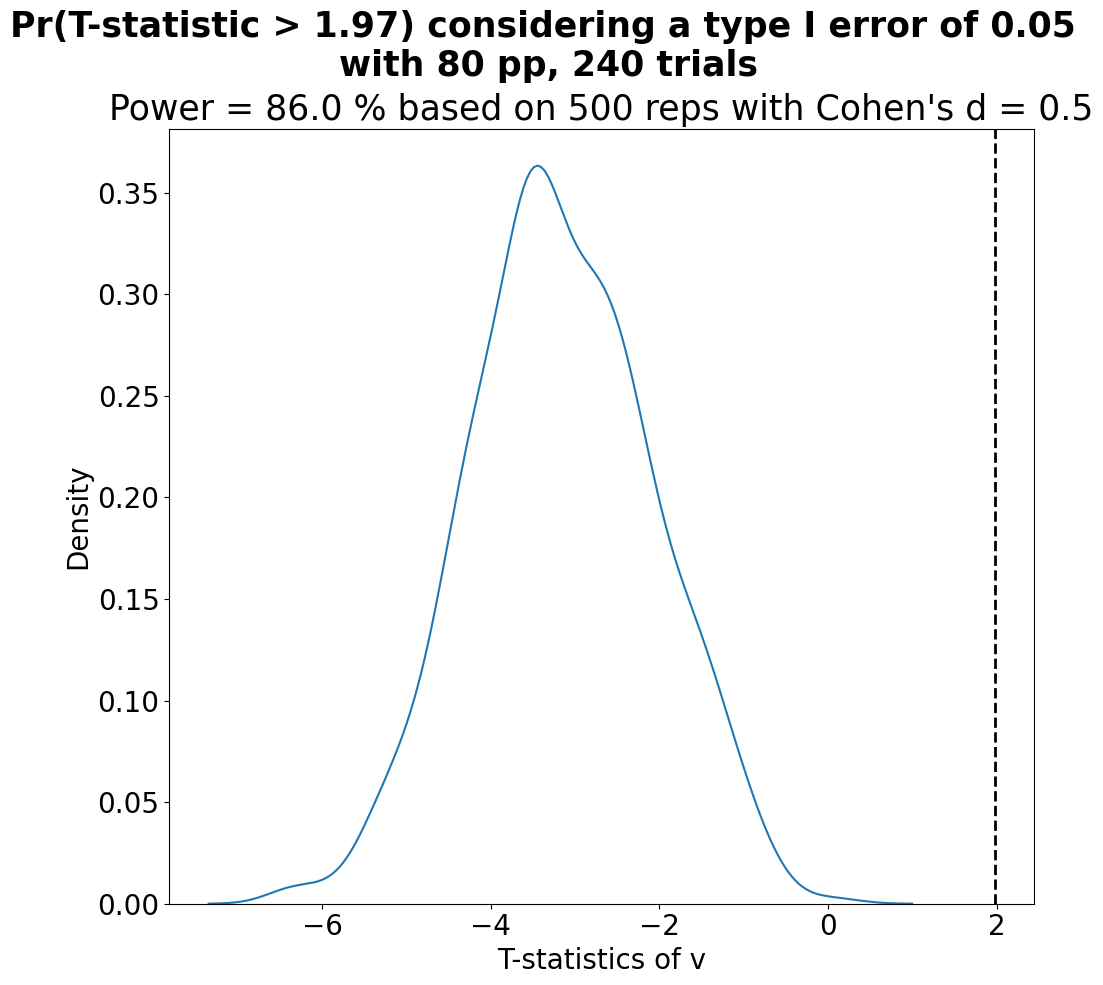 Pr(T-statistic > 1.97) considering a type I error of 0.05
with 80 pp, 240 trials
Power = 86.0 % based on 500 reps with Cohen's d = 0.5
0.35
0.30
0.25
0.20
0.15
0.10
0.05
0.00
Density
−6 −4 −2 0 2
T-statistics of v